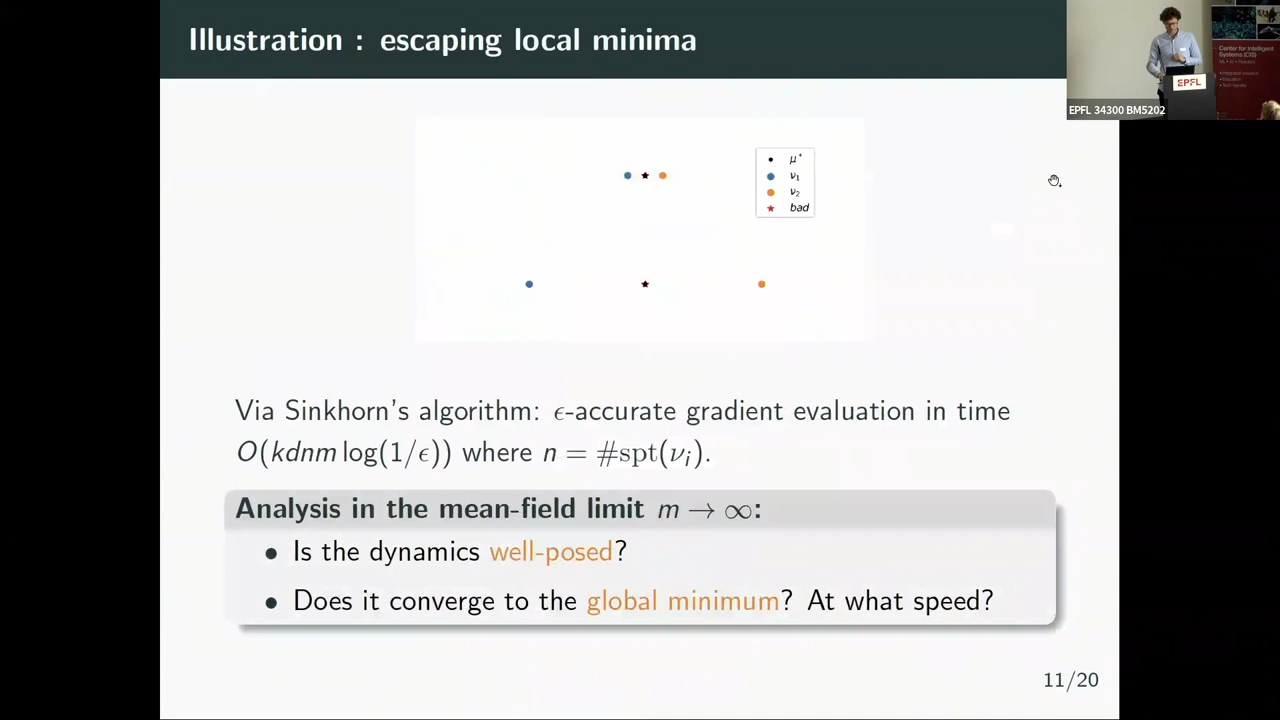 Illustration : escaping local minima
EPFL
Center for Intelligent
Systems (CIS)
EPFL 34300 BM5202
μ*
ν₁
ν₂
bad
Via Sinkhorn's algorithm: ϵ-accurate gradient evaluation in time
O(kdnm log(1/ϵ)) where n = #spt(νᵢ).
Analysis in the mean-field limit m → ∞:
• Is the dynamics well-posed?
• Does it converge to the global minimum? At what speed?
11/20